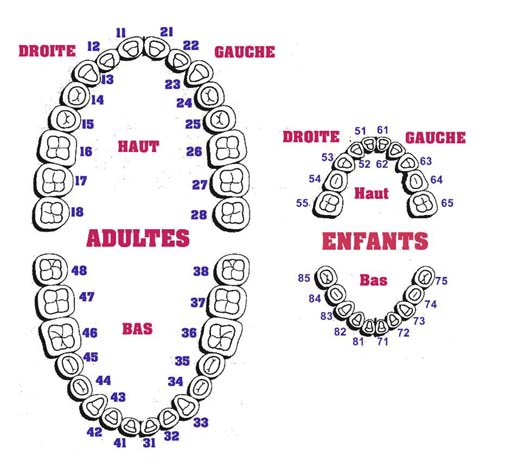 11 21
12 22
DROITE GAUCHE
13 23
14 24
15 25
16 HAUT 26
17 27
18 28
ADULTES
48 38
47 37
46 BAS 36
45 35
44 34
43 33
42 32
41 31
51 61
DROITE GAUCHE
53 52 62 63
54 64
55. Haut 65
ENFANTS
85 Bas 75
84 74
83 73
82 72
81 71